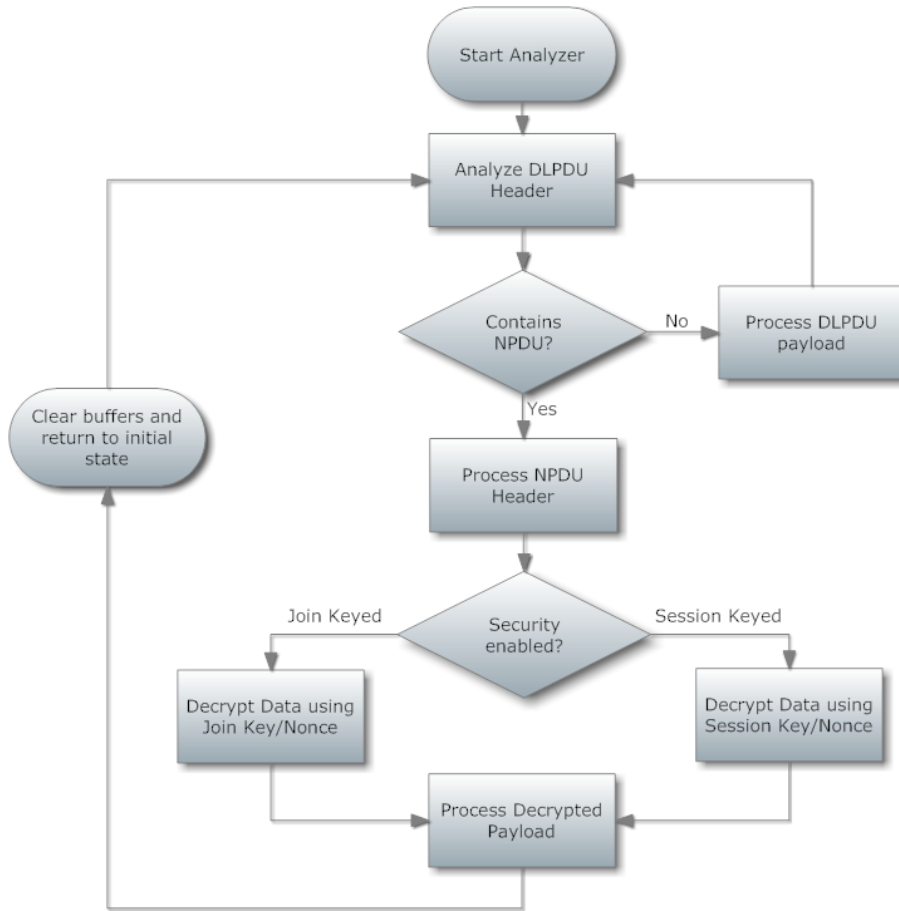 Start Analyzer
Analyze DLPDU
Header
Contains
NPDU?
No
Process DLPDU
payload
Yes
Clear buffers and
return to initial
state
Process NPDU
Header
Join Keyed
Security
enabled?
Session Keyed
Decrypt Data using
Join Key/Nonce
Decrypt Data using
Session Key/Nonce
Process Decrypted
Payload